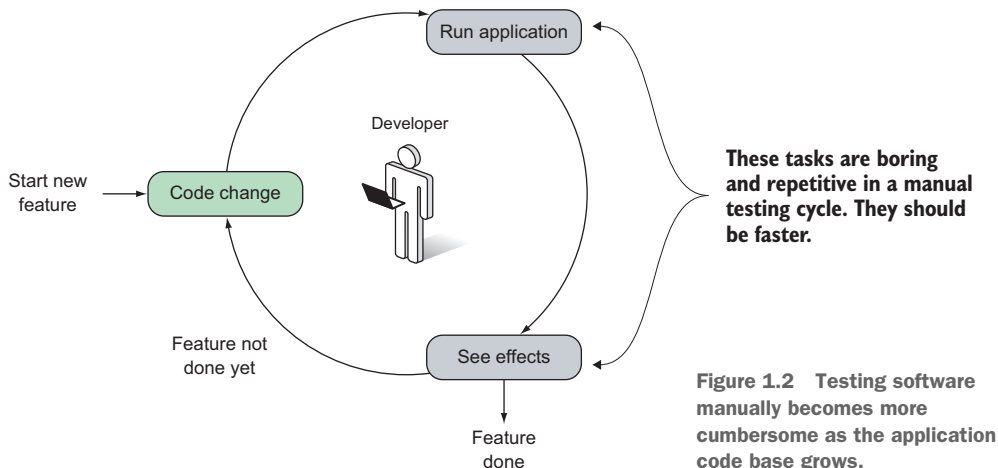 Run application
Developer
Start new
feature
Code change
These tasks are boring
and repetitive in a manual
testing cycle. They should
be faster.
Feature not
done yet
See effects
Feature
done
Figure 1.2 Testing software
manually becomes more
cumbersome as the application
code base grows.